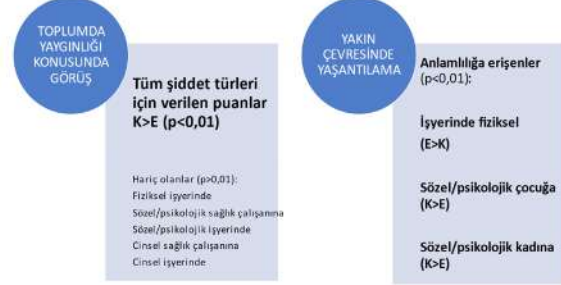 TOPLUMDA
YAYGINLIĞI
KONUSUNDA
GÖRÜŞ
Tüm şiddet türleri
için verilen puanlar
K>E (p<0,01)
Hariç olanlar (p>0,01):
Fiziksel işyerinde
Sözel/psikolojik sağlık çalışanına
Sözel/psikolojik işyerinde
Cinsel sağlık çalışanına
Cinsel işyerinde
YAKIN
ÇEVRESİNDE
YAŞANTILAMA
Anlamlılığa erişenler
(p<0,01):
İşyerinde fiziksel
(E>K)
Sözel/psikolojik çocuğa
(K>E)
Sözel/psikolojik kadına
(K>E)